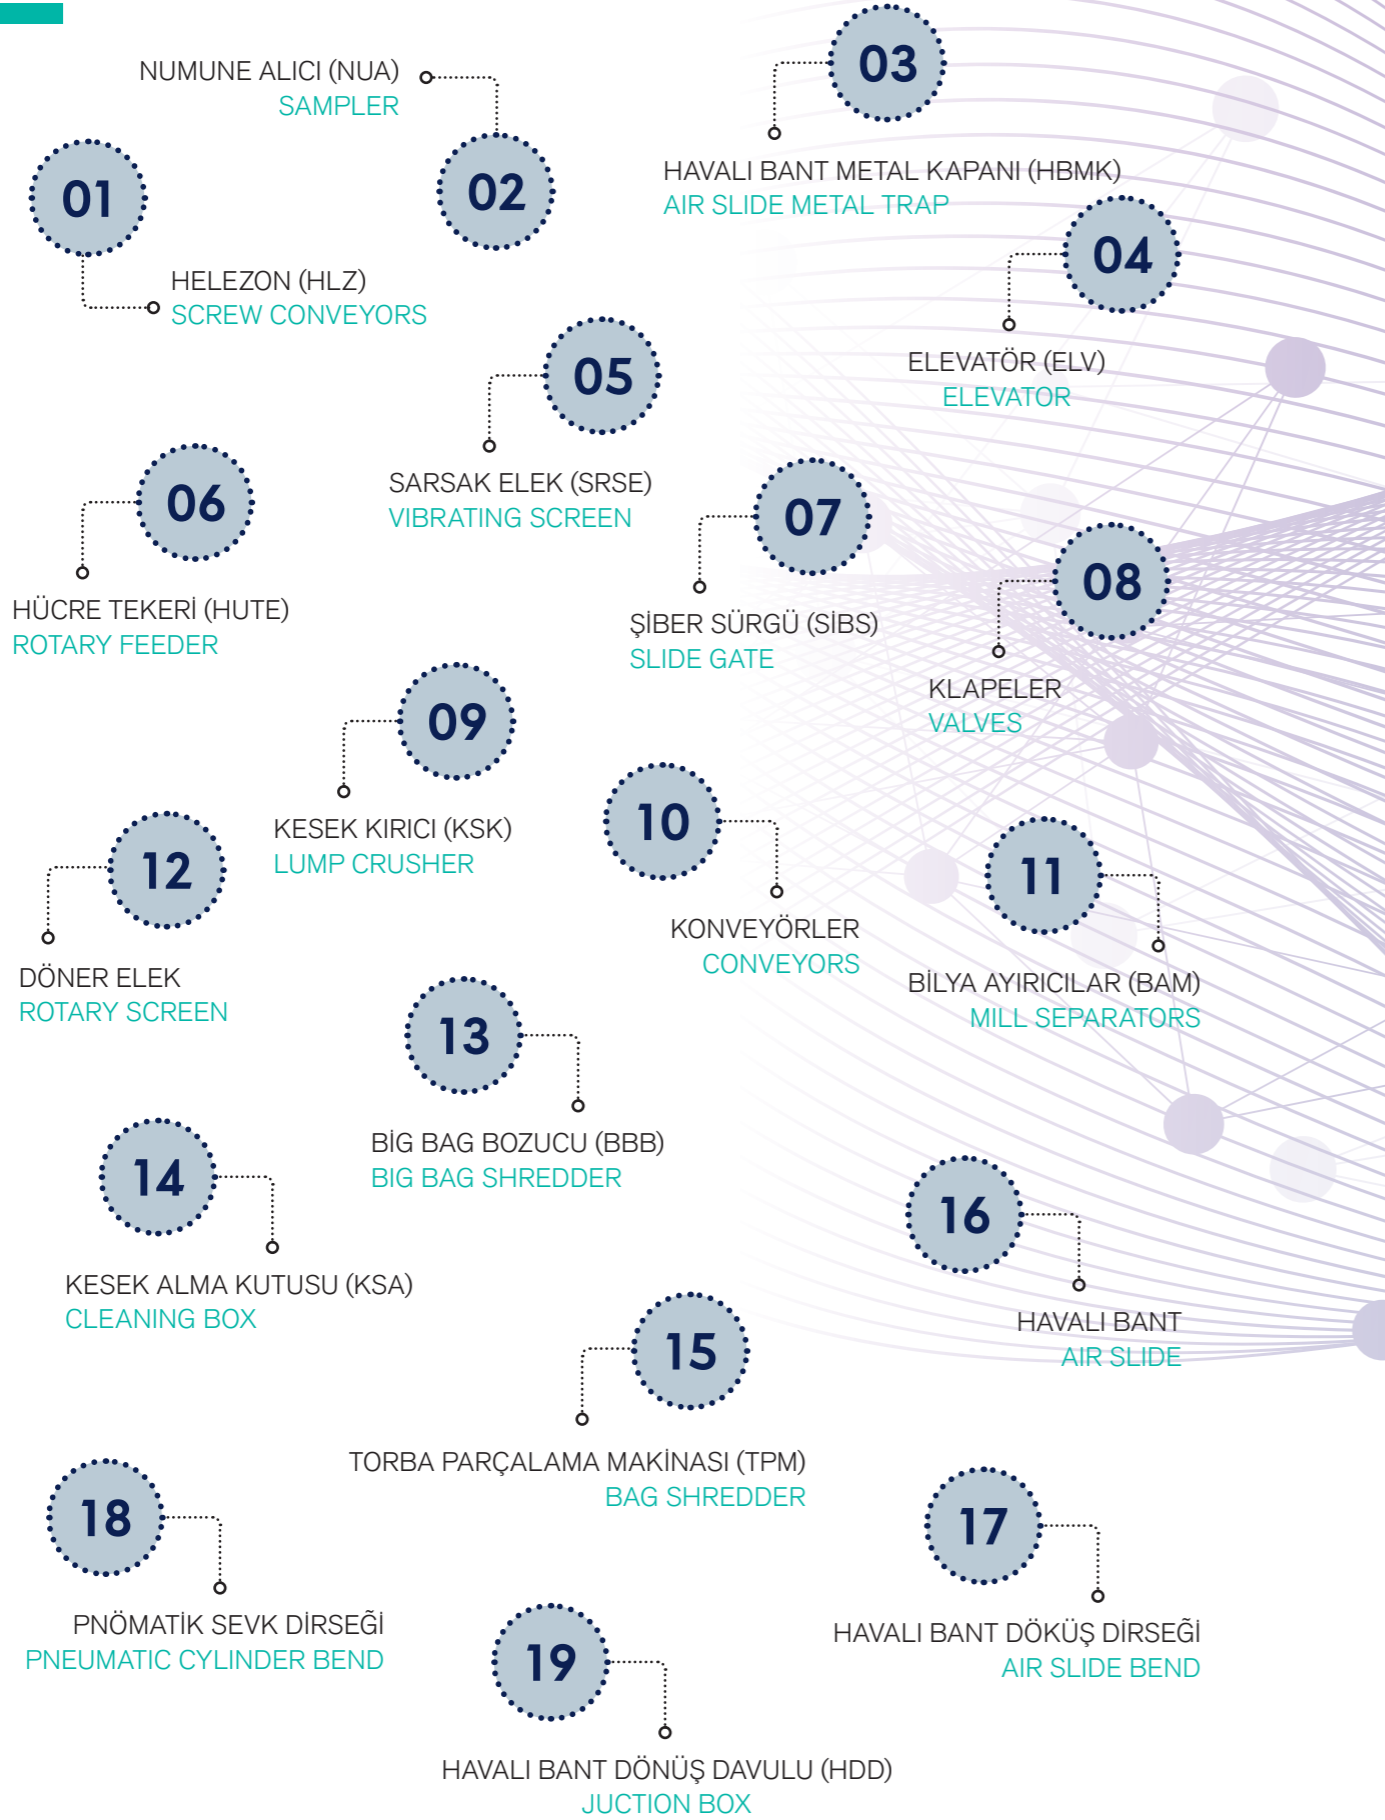 01
HELEZON (HLZ)
SCREW CONVEYORS
NUMUNE ALICI (NUA)
SAMPLER
02
03
HAVALI BANT METAL KAPANI (HBMK)
AIR SLIDE METAL TRAP
04
ELEVATÖR (ELV)
ELEVATOR
05
SARSAK ELEK (SRSE)
VIBRATING SCREEN
06
HÜCRE TEKERİ (HUTE)
ROTARY FEEDER
07
ŞİBER SÜRGÜ (SİBS)
SLIDE GATE
08
KLAPELER
VALVES
09
KESEK KIRICI (KSK)
LUMP CRUSHER
10
KONVEYÖRLER
CONVEYORS
11
BİLYA AYIRICILAR (BAM)
MILL SEPARATORS
12
DÖNER ELEK
ROTARY SCREEN
13
BİG BAG BOZUCU (BBB)
BIG BAG SHREDDER
14
KESEK ALMA KUTUSU (KSA)
CLEANING BOX
15
TORBA PARÇALAMA MAKİNASI (TPM)
BAG SHREDDER
16
HAVALI BANT
AIR SLIDE
17
HAVALI BANT DÖKÜŞ DİRSEĞİ
AIR SLIDE BEND
18
PNÖMATİK SEVK DİRSEĞİ
PNEUMATIC CYLINDER BEND
19
HAVALI BANT DÖNÜŞ DAVULU (HDD)
JUCTION BOX